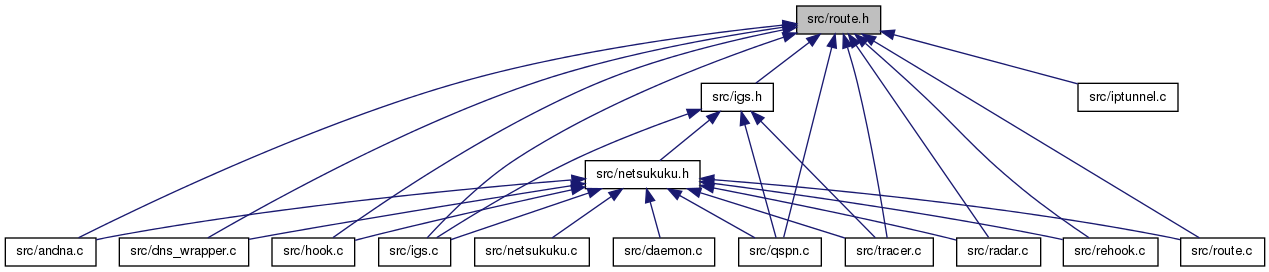 src/route.h
src/igs.h
src/iptunnel.c
src/netsukuku.h
src/andna.c
src/dns_wrapper.c
src/hook.c
src/igs.c
src/netsukuku.c
src/daemon.c
src/qspn.c
src/tracer.c
src/radar.c
src/rehook.c
src/route.c